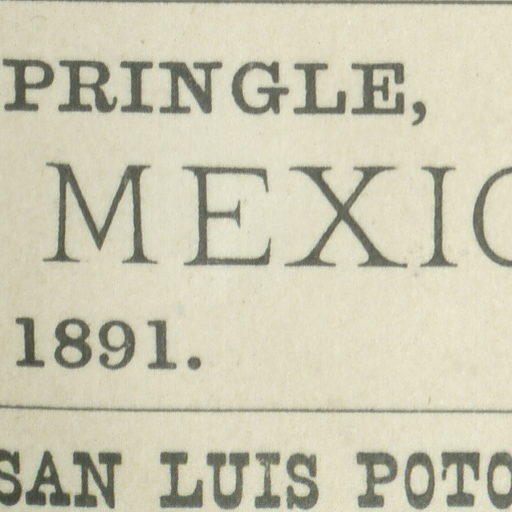 PRINGLE,
MEXIC
1891.
SAN LUIS POTO